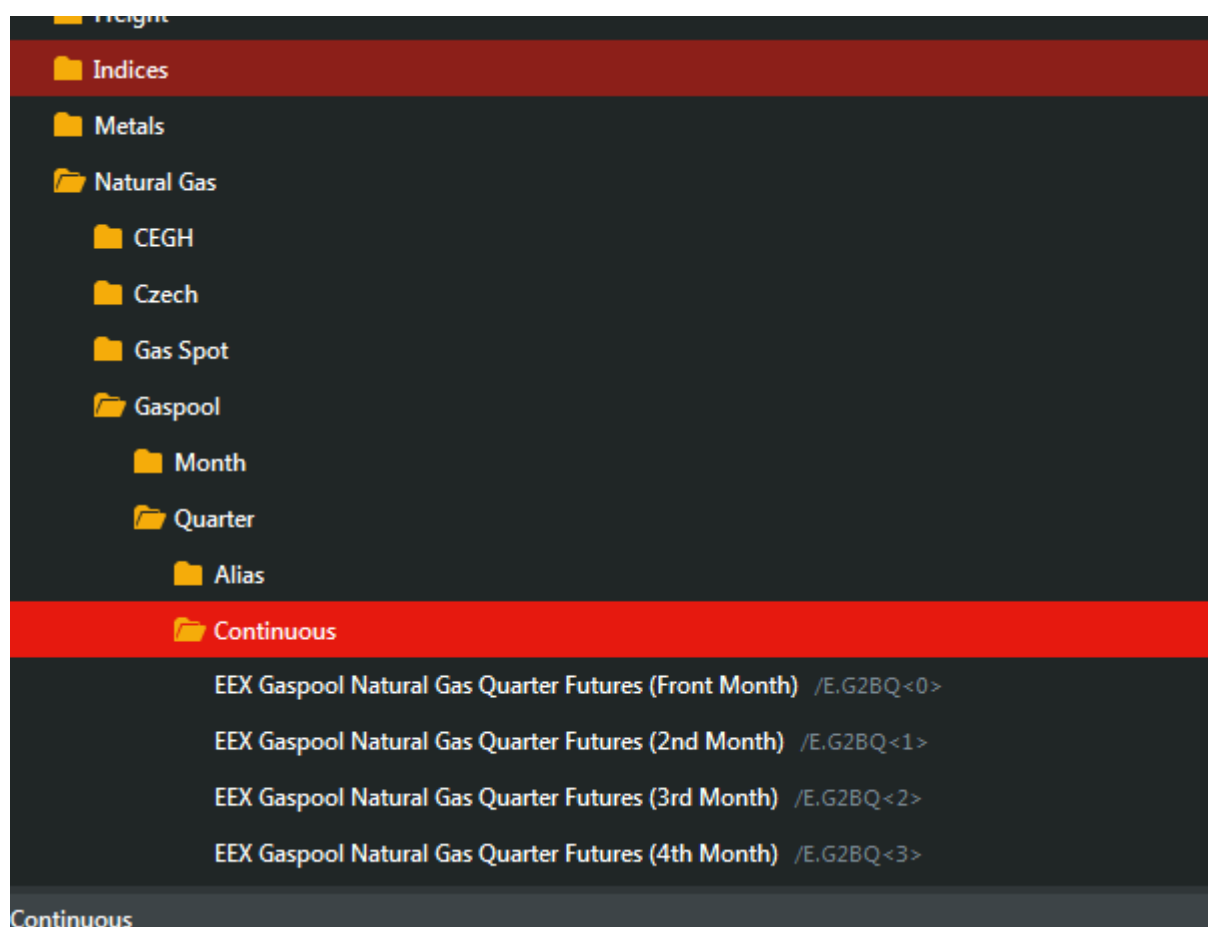 Height
Indices
Metals
Natural Gas
CEGH
Czech
Gas Spot
Gaspool
Month
Quarter
Alias
Continuous
EEX Gaspool Natural Gas Quarter Futures (Front Month) /E.G2BQ<0>
EEX Gaspool Natural Gas Quarter Futures (2nd Month) /E.G2BQ<1>
EEX Gaspool Natural Gas Quarter Futures (3rd Month) /E.G2BQ<2>
EEX Gaspool Natural Gas Quarter Futures (4th Month) /E.G2BQ<3>
Continuous